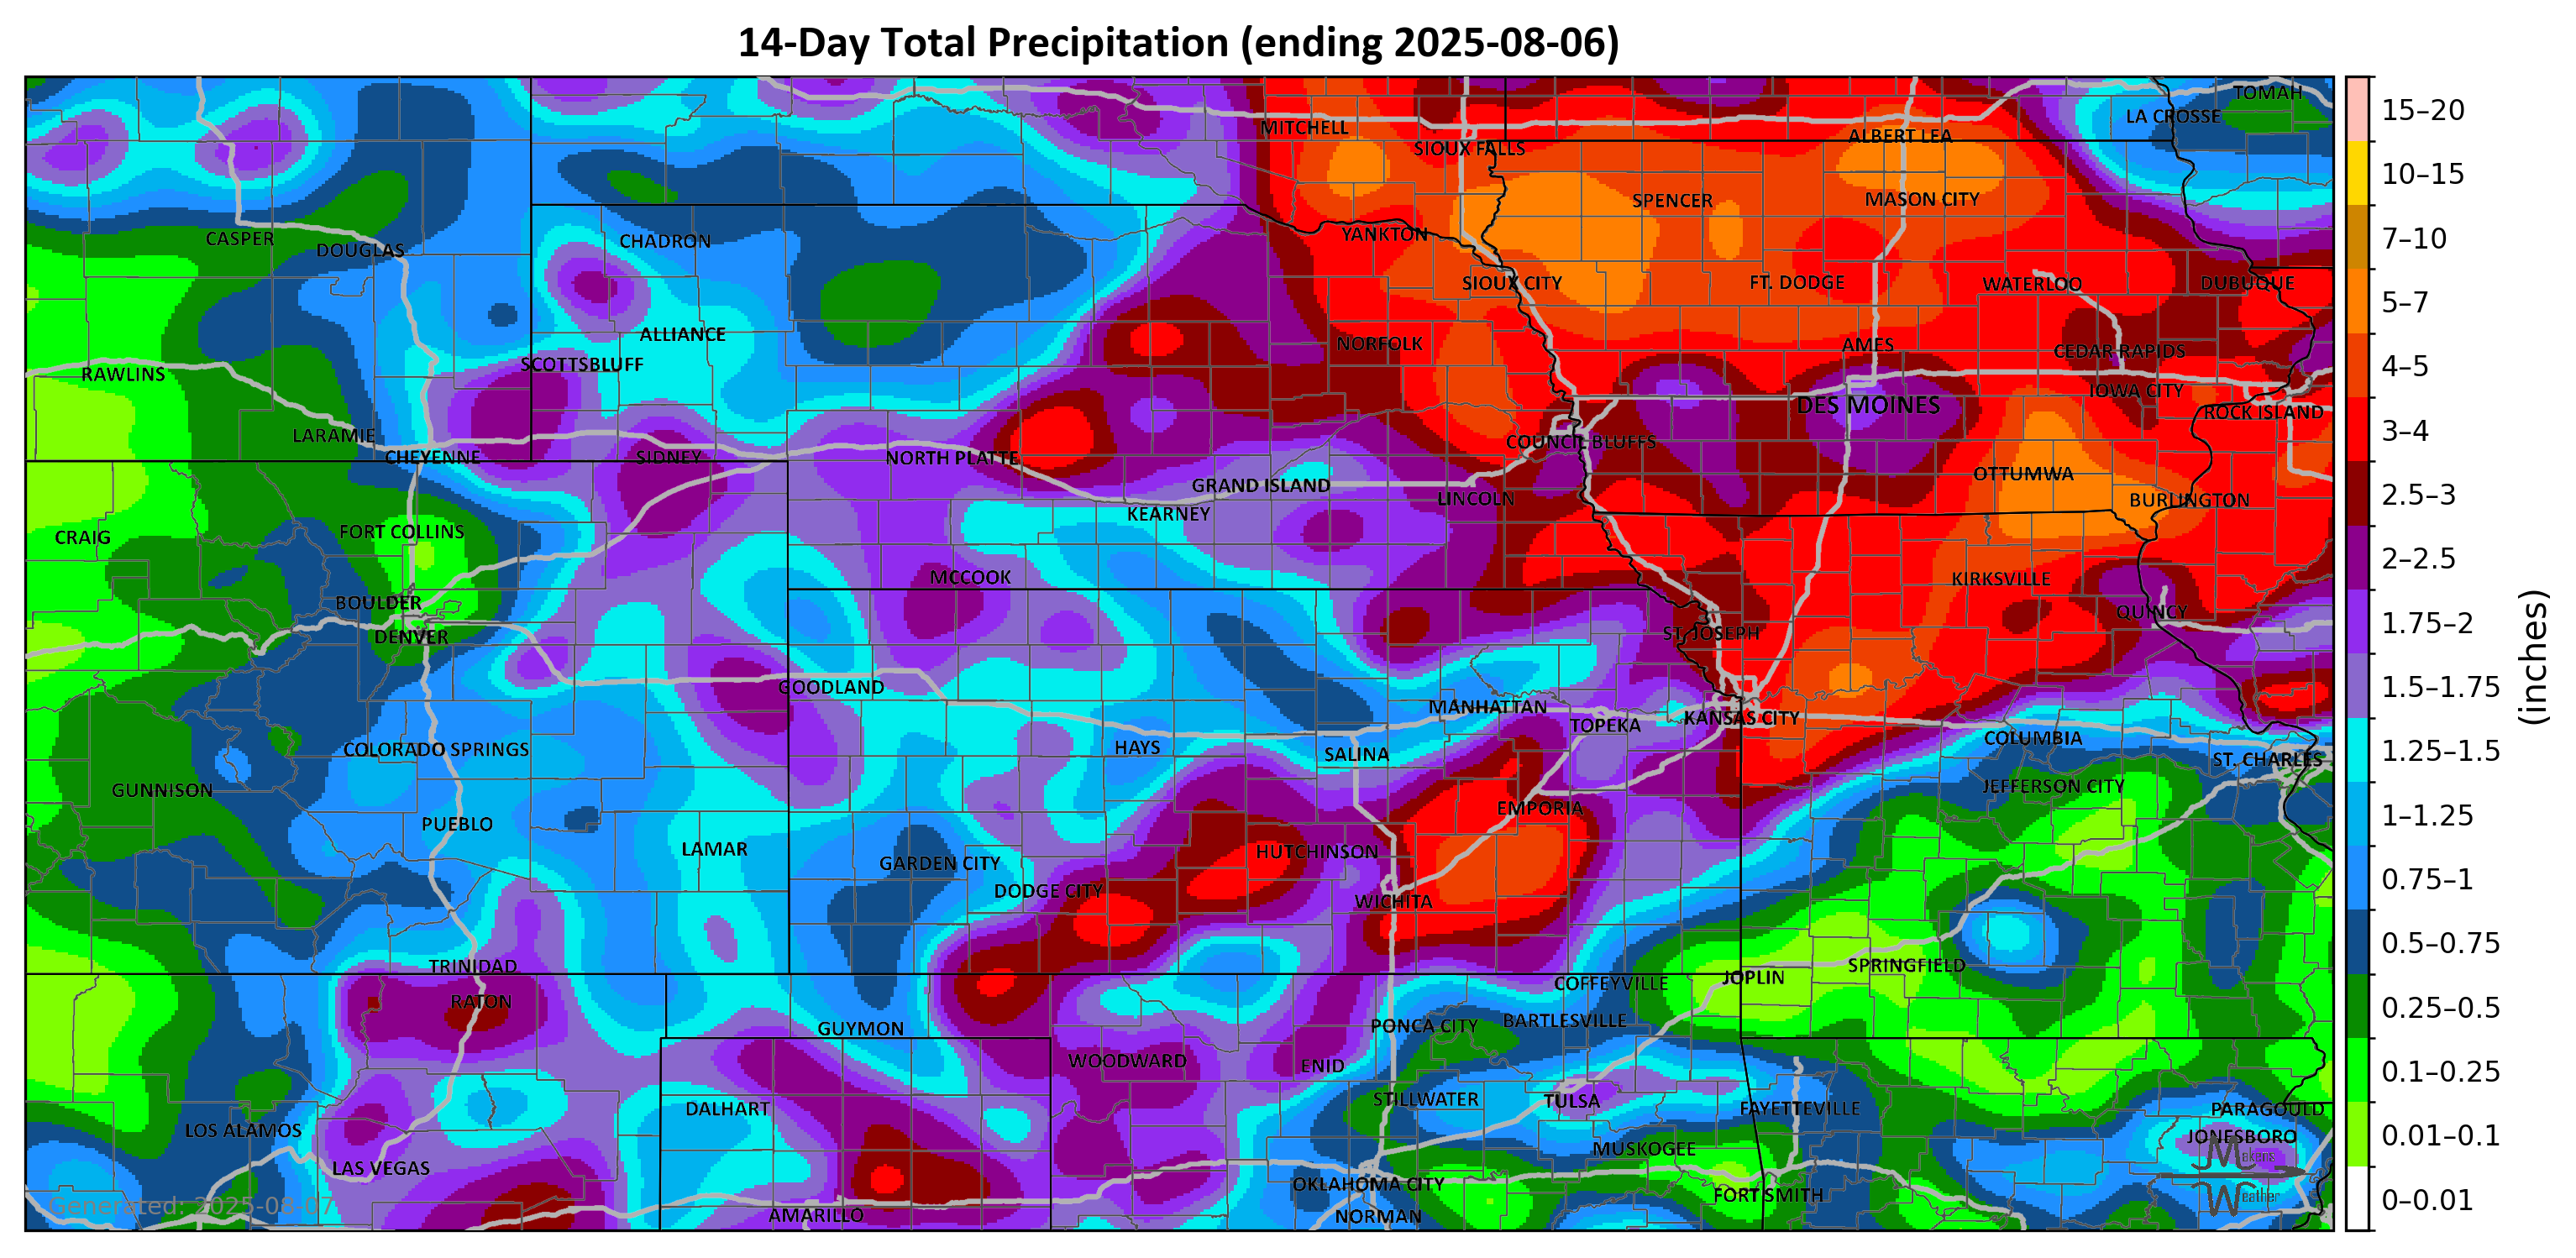 14-Day Total Precipitation (ending 2025-08-06)
TOMAH
LA CROSSE
MITCHELL
ALBERT LEA
SIOUX FALLS
SPENCER
MASON CITY
CASPER
DOUGLAS
CHADRON
YANKTON
SIOUX CITY
FT. DODGE
WATERLOO
DUBUQUE
ALLIANCE
NORFOLK
AMES
CEDAR RAPIDS
SCOTTSBLUFF
RAWLINS
IOWA CITY
DES MOINES
ROCK ISLAND
LARAMIE
COUNCIL BLUFFS
CHEYENNE
SIDNEY
NORTH PLATTE
OTTUMWA
GRAND ISLAND
LINCOLN
BURLINGTON
KEARNEY
CRAIG
FORT COLLINS
MCCOOK
KIRKSVILLE
BOULDER
QUINCY
DENVER
ST. JOSEPH
GOODLAND
MANHATTAN
TOPEKA
KANSAS CITY
COLUMBIA
COLORADO SPRINGS
HAYS
SALINA
ST. CHARLES
GUNNISON
JEFFERSON CITY
EMPORIA
PUEBLO
LAMAR
HUTCHINSON
GARDEN CITY
DODGE CITY
WICHITA
TRINIDAD
SPRINGFIELD
JOPLIN
COFFEYVILLE
RATON
GUYMON
PONCA CITY
BARTLESVILLE
WOODWARD
ENID
DALHART
STILLWATER
TULSA
FAYETTEVILLE
PARAGOULD
LOS ALAMOS
JONESBORO
MUSKOGEE
Makens
LAS VEGAS
OKLAHOMA CITY
FORT SMITH
Weather
Generated: 2025-08-07
AMARILLO
NORMAN
15–20
10–15
7–10
5–7
4–5
3–4
2.5–3
2–2.5
1.75–2
1.5–1.75
1.25–1.5
1–1.25
0.75–1
0.5–0.75
0.25–0.5
0.1–0.25
0.01–0.1
0–0.01
(inches)